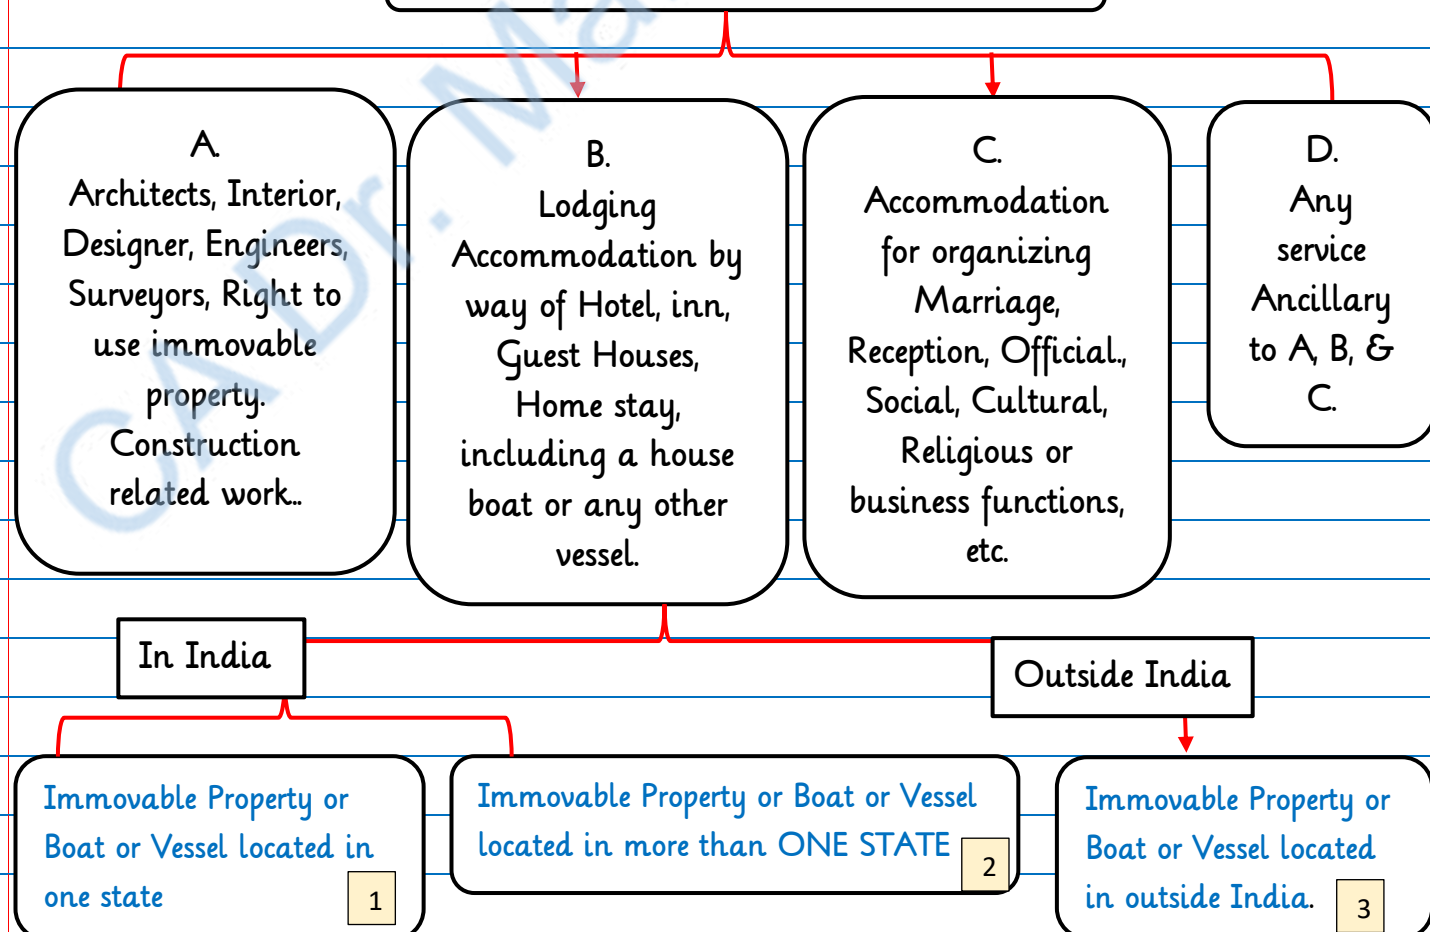 A.
Architects, Interior,
Designer, Engineers,
Surveyors, Right to
use immovable
property.
Construction
related work..
B.
Lodging
Accommodation by
way of Hotel, inn,
Guest Houses,
Home stay,
including a house
boat or any other
vessel.
C.
Accommodation
for organizing
Marriage,
Reception, Official.,
Social, Cultural,
Religious or
business functions,
etc.
D.
Any
service
Ancillary
to A, B, &
C.
In India
Outside India
Immovable Property or
Boat or Vessel located in
one state
1
Immovable Property or Boat or Vessel
located in more than ONE STATE
2
Immovable Property or
Boat or Vessel located
in outside India.
3
CA Dr. Ma